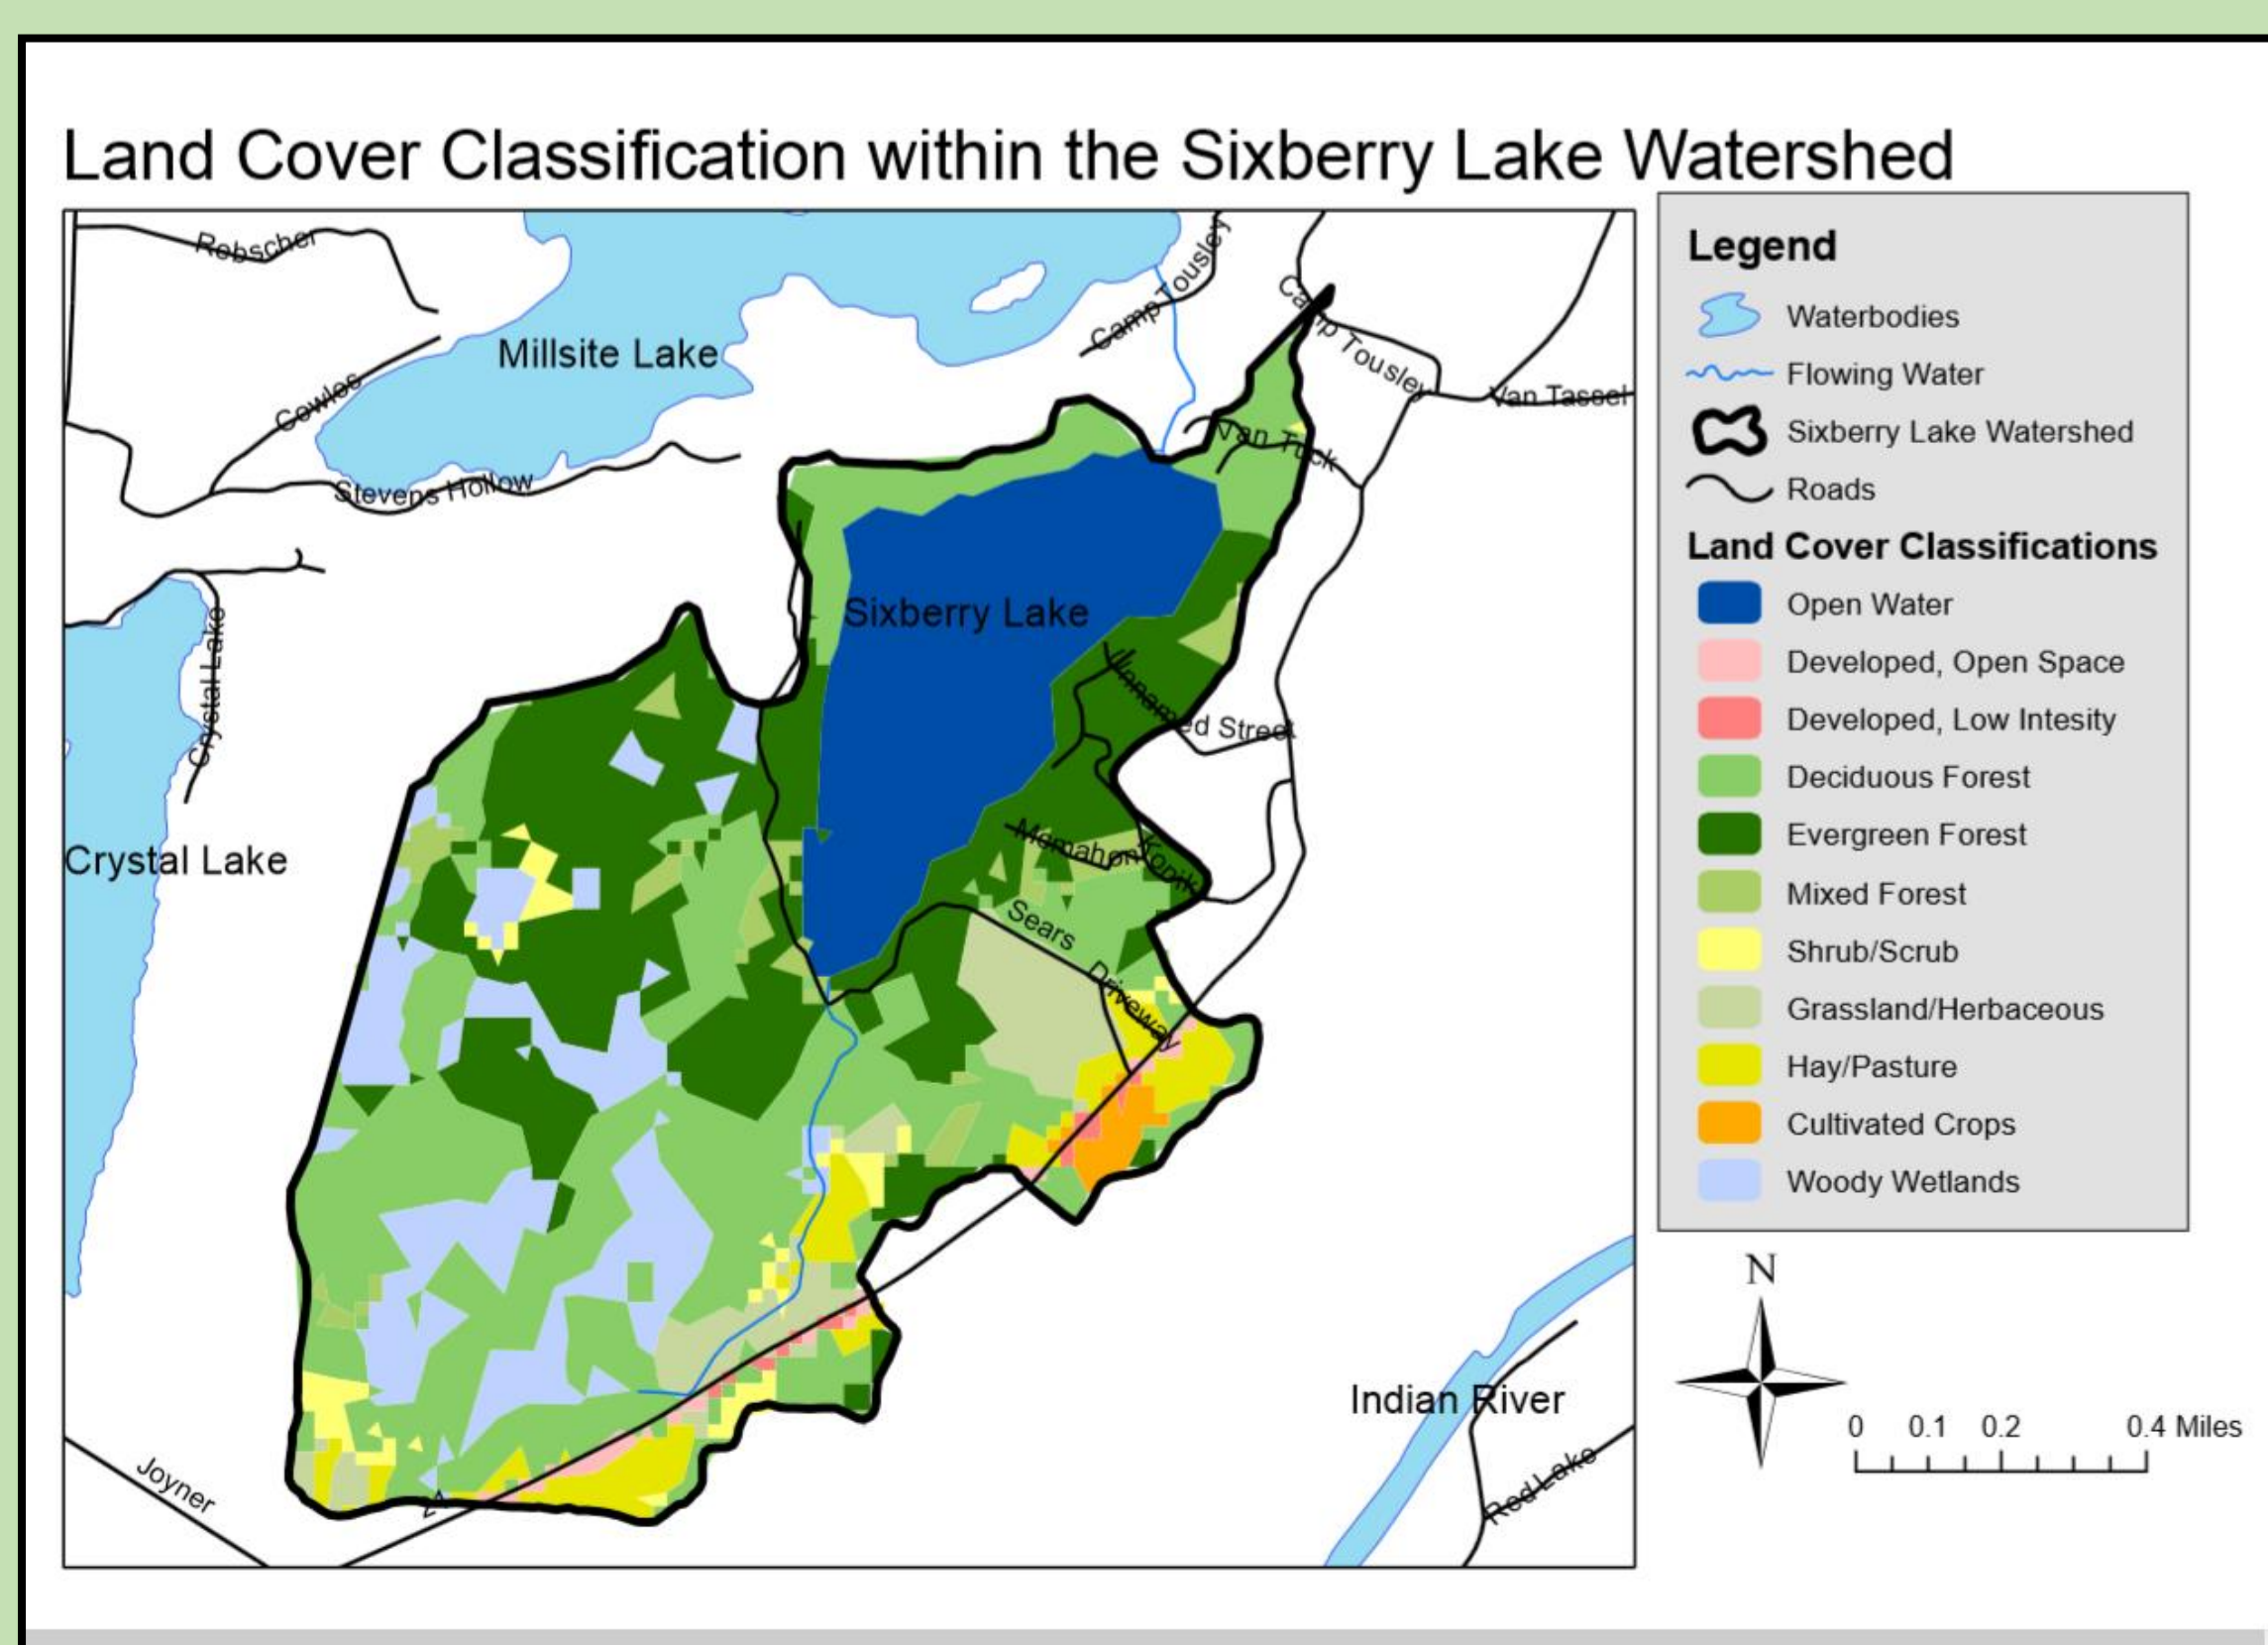 Land Cover Classification within the Sixberry Lake Watershed
Robscher
Camp Tousley
Camp Tousley
Millsite Lake
Cowles
Van Tassel
Van Tuck
Stevens Hollow
Sixberry Lake
Crystal Lake
Unnamed Street
Crystal Lake
Mcmahon
Konik
Sears
Driveway
Indian River
Joyner
Red Lake
Legend
Waterbodies
Flowing Water
Sixberry Lake Watershed
Roads
Land Cover Classifications
Open Water
Developed, Open Space
Developed, Low Intesity
Deciduous Forest
Evergreen Forest
Mixed Forest
Shrub/Scrub
Grassland/Herbaceous
Hay/Pasture
Cultivated Crops
Woody Wetlands
N
0 0.1 0.2 0.4 Miles